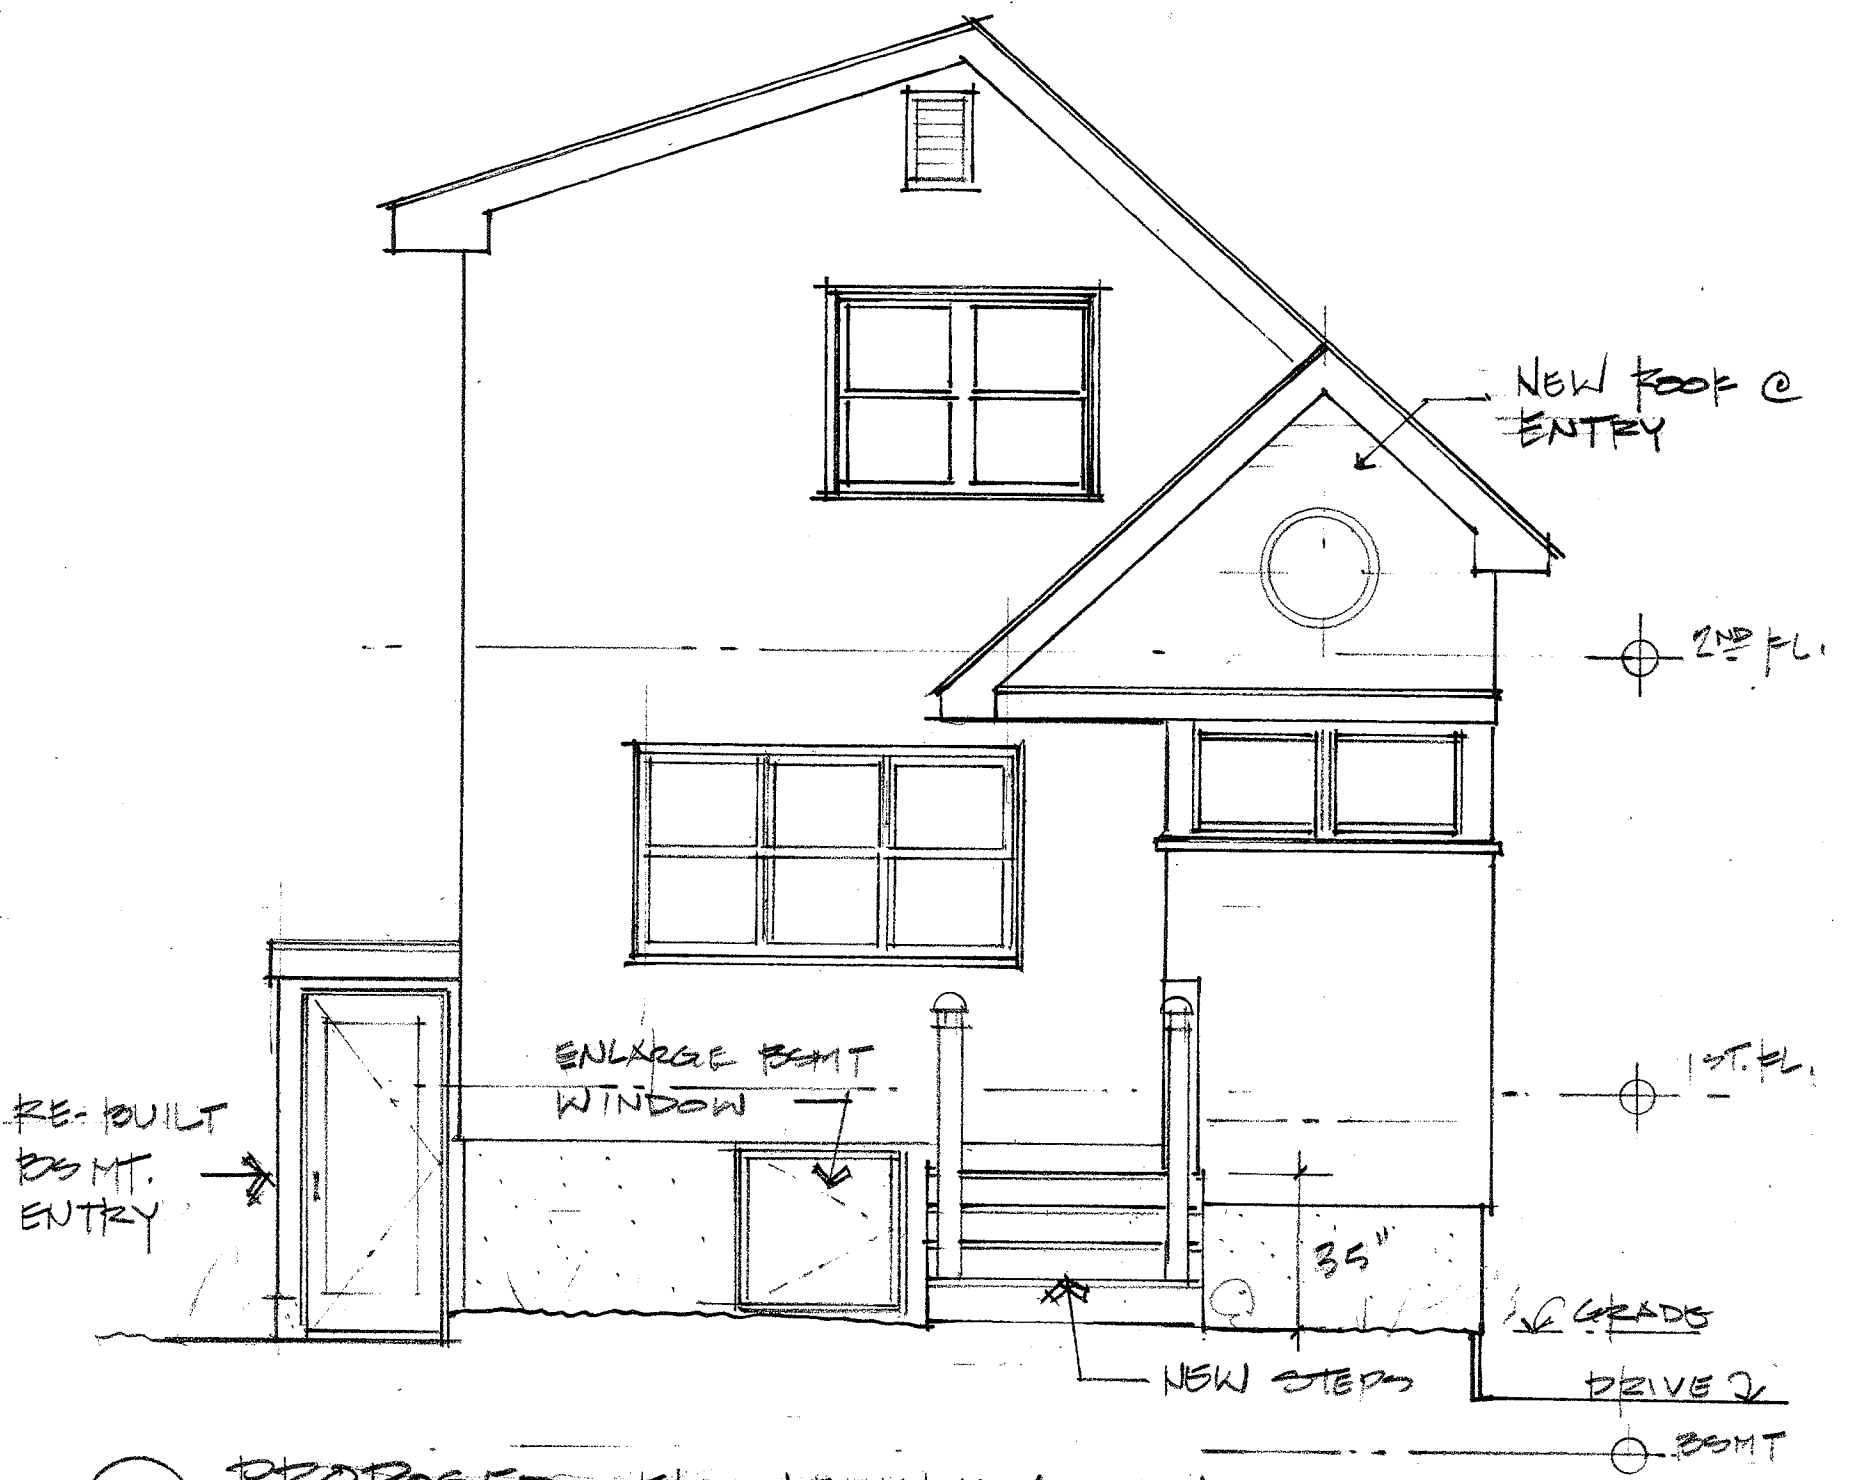 NEW ROOF @
ENTRY
2ND FL.
ENLARGE BSMT
WINDOW
1ST. FL.
RE-BUILT
BSMT.
ENTRY
35"
GRADE
NEW STEPS
DRIVE
BSMT
PROPOSED